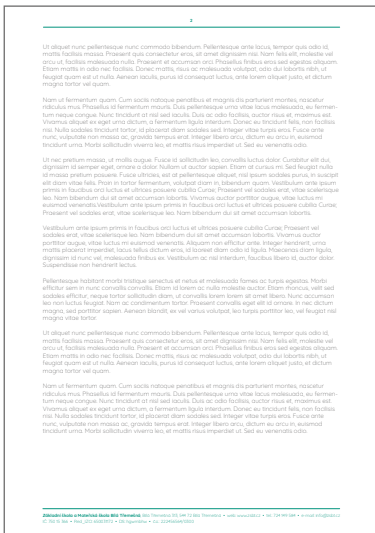 2
Ut aliquet nunc pellentesque nunc commodo bibendum. Pellentesque ante lacus, tempor quis odio id,
mattis facilisis massa. Praesent quis consectetur eros, sit amet dignissim nisi. Nam felis elit, molestie vel
arcu ut, facilisis malesuada nulla. Praesent et accumsan orci. Phasellus finibus eros sed egestas aliquam.
Etiam mattis in odio nec facilisis. Donec mattis, risus ac malesuada volutpat, odio dui lobortis nibh, ut
feugiat quam est ut nulla. Aenean iaculis, purus id consequat luctus, ante lorem aliquet justo, et dictum
magna tortor vel quam.
Nam ut fermentum quam. Cum sociis natoque penatibus et magnis dis parturient montes, nascetur
ridiculus mus. Phasellus id fermentum mauris. Duis pellentesque urna vitae lacus malesuada, eu fermen-
tum neque congue. Nunc tincidunt at nisl sed iaculis. Duis ac odio facilisis, auctor risus et, maximus est.
Vivamus aliquet ex eget urna dictum, a fermentum ligula interdum. Donec eu tincidunt felis, non facilisis
nisi. Nulla sodales tincidunt tortor, id placerat diam sodales sed. Integer vitae turpis eros. Fusce ante
nunc, vulputate non massa ac, gravida tempus erat. Integer libero arcu, dictum eu arcu in, euismod
tincidunt urna. Morbi sollicitudin viverra leo, et mattis risus imperdiet ut. Sed eu venenatis odio.
Ut nec pretium massa, ut mollis augue. Fusce id sollicitudin leo, convallis luctus dolor. Curabitur elit dui,
dignissim id semper eget, ornare a dolor. Nullam ut auctor sapien. Etiam at cursus mi. Sed feugiat nulla
id massa pretium posuere. Fusce ultricies, est at pellentesque aliquet, nisl ipsum sodales purus, in suscipit
elit diam vitae felis. Proin in tortor fermentum, volutpat diam in, bibendum quam. Vestibulum ante ipsum
primis in faucibus orci luctus et ultrices posuere cubilia Curae; Praesent vel sodales erat, vitae scelerisque
leo. Nam bibendum dui sit amet accumsan lobortis. Vivamus auctor porttitor augue, vitae luctus mi
euismod venenatis Vestibulum ante ipsum primis in faucibus orci luctus et ultrices posuere cubilia Curae;
Praesent vel sodales erat, vitae scelerisque leo. Nam bibendum dui sit amet accumsan lobortis.
Vestibulum ante ipsum primis in faucibus orci luctus et ultrices posuere cubilia Curae; Praesent vel
sodales erat, vitae scelerisque leo. Nam bibendum dui sit amet accumsan lobortis. Vivamus auctor
porttitor augue, vitae luctus mi euismod venenatis. Aliquam non efficitur ante. Integer hendrerit, urna
mattis placerat imperdiet, lacus tellus dictum eros, id laoreet diam odio id ligula. Maecenas diam ligula,
dignissim id nunc vel, malesuada finibus ex. Vestibulum ac nisl interdum, faucibus libero id, auctor dolor.
Suspendisse non hendrerit lectus.
Pellentesque habitant morbi tristique senectus et netus et malesuada fames ac turpis egestas. Morbi
efficitur sem in nunc convallis convallis. Etiam id lorem ac nulla molestie auctor. Etiam rhoncus, velit sed
sodales efficitur, neque tortor sollicitudin diam, ut convallis lorem lorem sit amet libero. Nunc accumsan
leo non luctus feugiat. Nam ac condimentum tortor. Praesent convallis eget elit id ornare. In nec dictum
magna, sed porttitor sapien. Aenean blandit, ex vel varius volutpat, leo turpis porttitor leo, vel feugiat nisl
magna vitae tortor.
Ut aliquet nunc pellentesque nunc commodo bibendum. Pellentesque ante lacus, tempor quis odio id,
mattis facilisis massa. Praesent quis consectetur eros, sit amet dignissim nisi. Nam felis elit, molestie vel
arcu ut, facilisis malesuada nulla. Praesent et accumsan orci. Phasellus finibus eros sed egestas aliquam.
Etiam mattis in odio nec facilisis. Donec mattis, risus ac malesuada volutpat, odio dui lobortis nibh, ut
feugiat quam est ut nulla. Aenean iaculis, purus id consequat luctus, ante lorem aliquet justo, et dictum
magna tortor vel quam.
Nam ut fermentum quam. Cum sociis natoque penatibus et magnis dis parturient montes, nascetur
ridiculus mus. Phasellus id fermentum mauris. Duis pellentesque urna vitae lacus malesuada, eu fermen-
tum neque congue. Nunc tincidunt at nisl sed iaculis. Duis ac odio facilisis, auctor risus et, maximus est.
Vivamus aliquet ex eget urna dictum, a fermentum ligula interdum. Donec eu tincidunt felis, non facilisis
nisi. Nulla sodales tincidunt tortor, id placerat diam sodales sed. Integer vitae turpis eros. Fusce ante
nunc, vulputate non massa ac, gravida tempus erat. Integer libero arcu, dictum eu arcu in, euismod
tincidunt urna. Morbi sollicitudin viverra leo, et mattis risus imperdiet ut. Sed eu venenatis odio.
Základní škola a Mateřská škola Bílá Třemešná